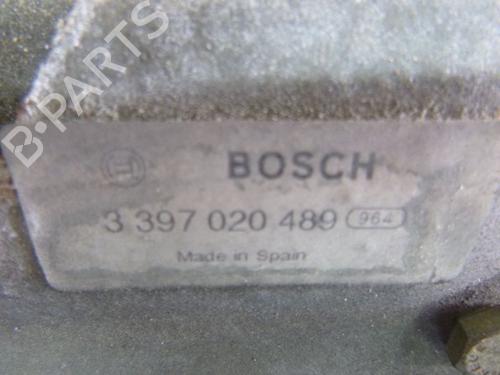 B-PARTS
BOSCH
3 397 020 489 964
Made in Spain